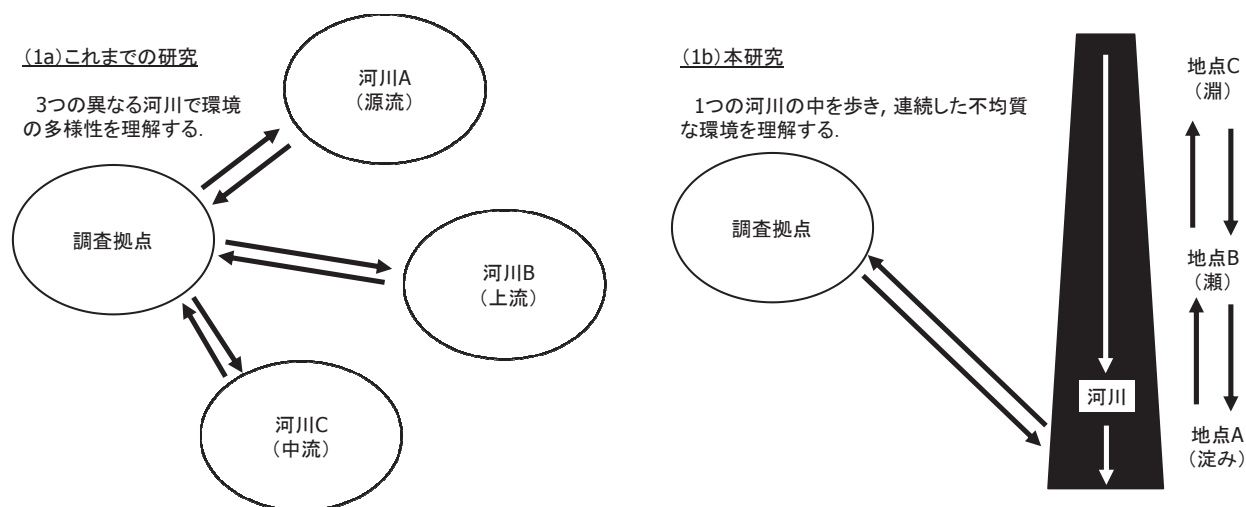 (1a)これまでの研究
3つの異なる河川で環境
の多様性を理解する.
河川A
(源流)
調査拠点
河川B
(上流)
河川C
(中流)
(1b)本研究
1つの河川の中を歩き, 連続した不均質
な環境を理解する.
調査拠点
河川
地点C
(淵)
地点B
(瀬)
地点A
(淀み)